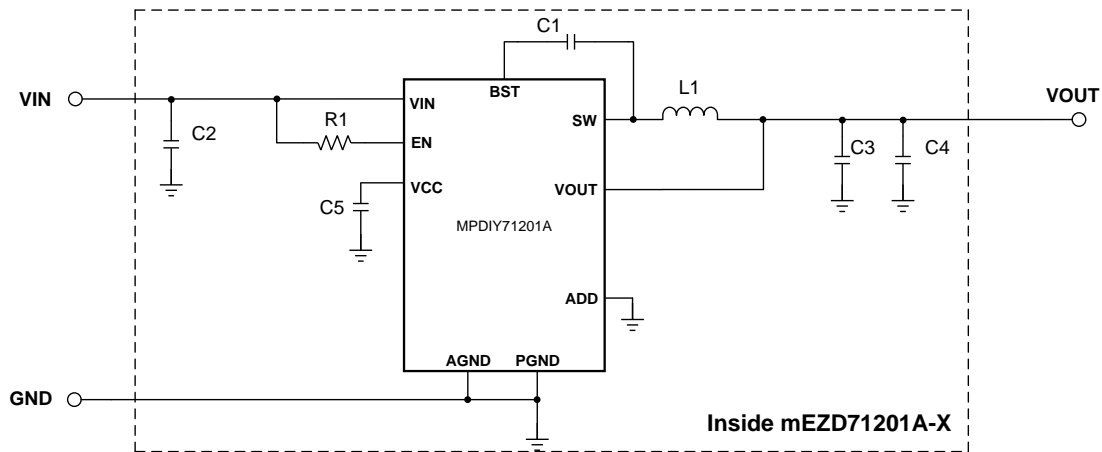 C1
BST
VIN
VIN
L1
VOUT
C2
R1
SW
EN
C3
C4
VCC
VOUT
C5
MPDIY71201A
ADD
AGND
PGND
GND
Inside mEZD71201A-X